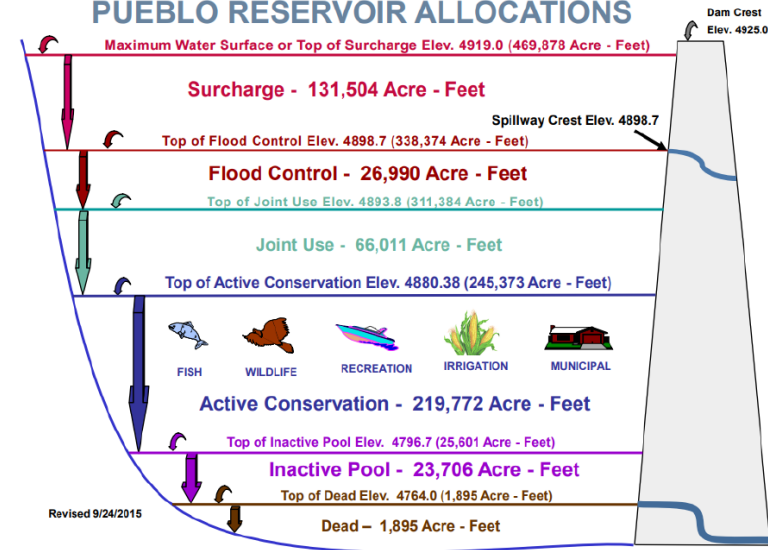 PUEBLO RESERVOIR ALLOCATIONS
Dam Crest
Elev. 4925.0
Maximum Water Surface or Top of Surcharge Elev. 4919.0 (469,878 Acre - Feet)
Surcharge - 131,504 Acre - Feet
Spillway Crest Elev. 4898.7
Top of Flood Control Elev. 4898.7 (338,374 Acre - Feet)
Flood Control - 26,990 Acre - Feet
Top of Joint Use Elev. 4893.8 (311,384 Acre - Feet)
Joint Use - 66,011 Acre - Feet
Top of Active Conservation Elev. 4880.38 (245,373 Acre - Feet)
FISH
WILDLIFE
RECREATION
IRRIGATION
MUNICIPAL
Active Conservation - 219,772 Acre - Feet
Top of Inactive Pool Elev. 4796.7 (25,601 Acre - Feet)
Inactive Pool - 23,706 Acre - Feet
Top of Dead Elev. 4764.0 (1,895 Acre - Feet)
Revised 9/24/2015
Dead – 1,895 Acre - Feet